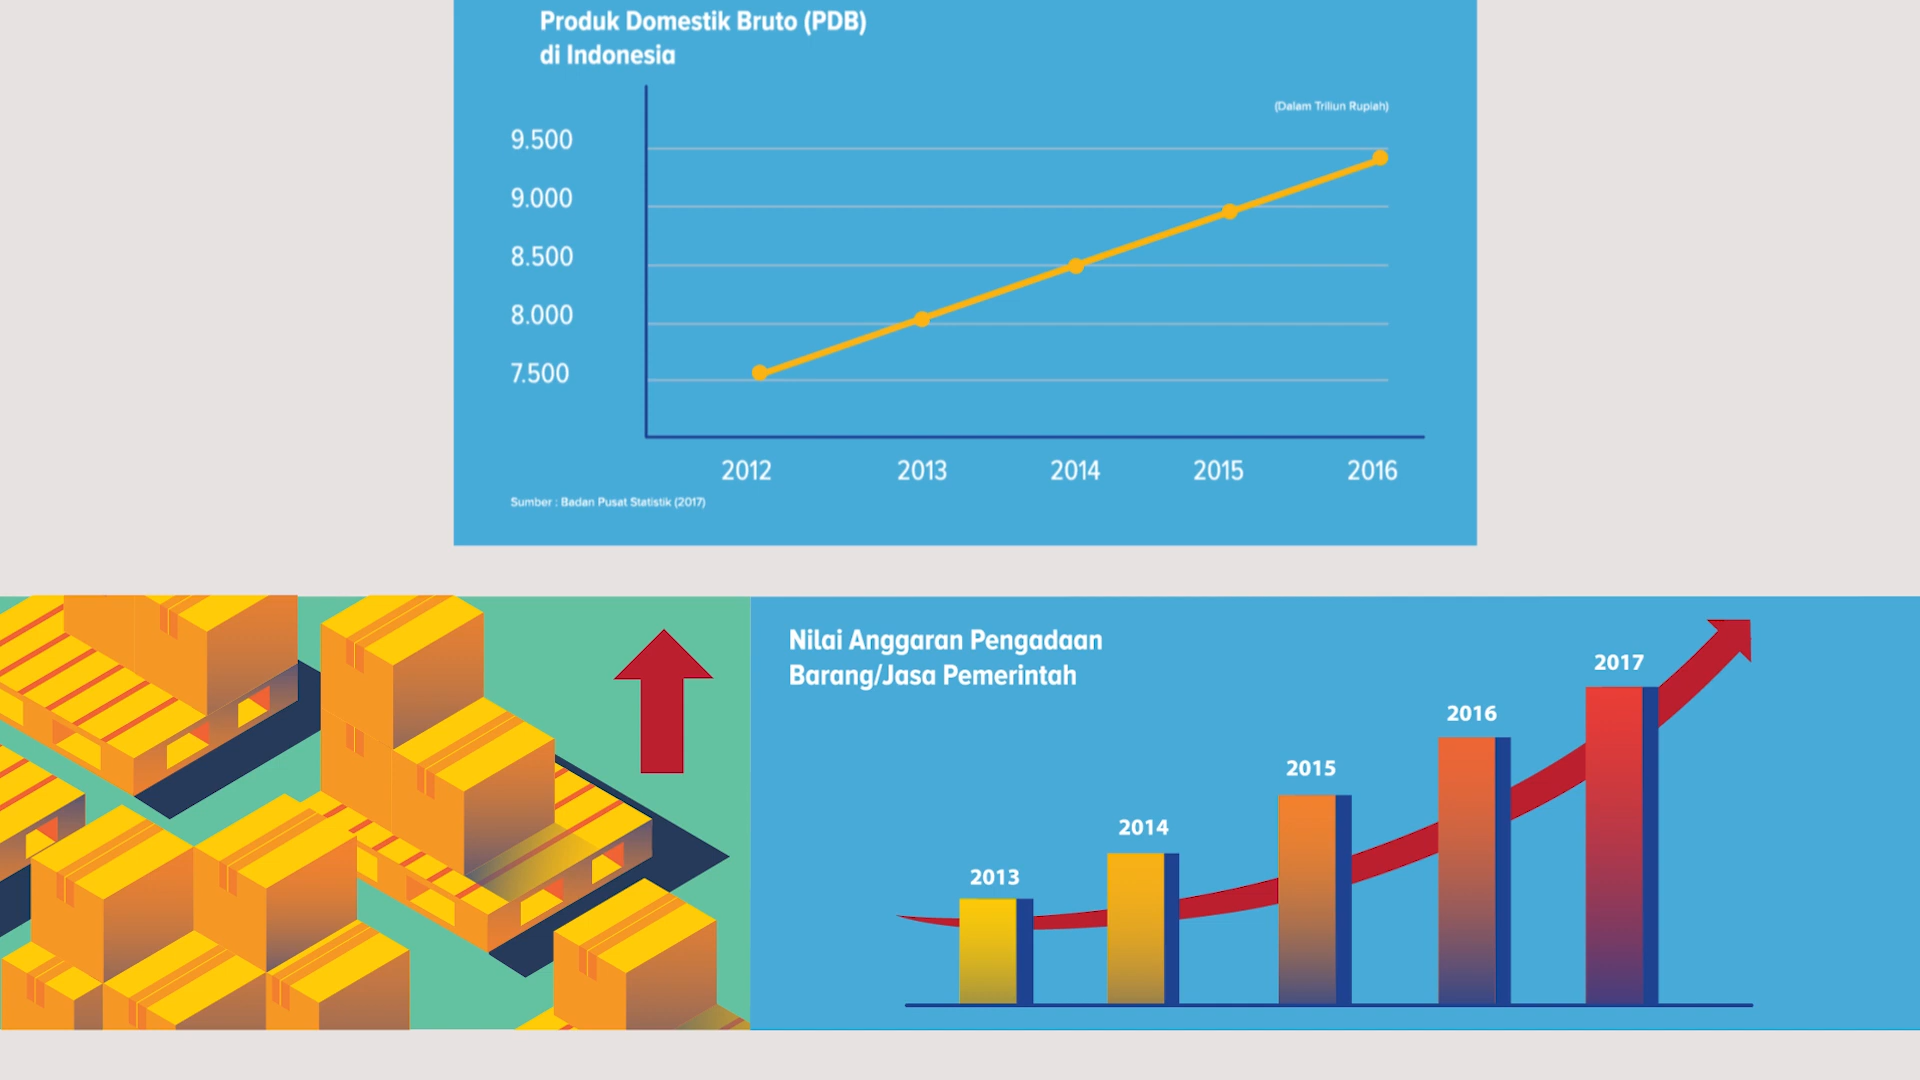 Produk Domestik Bruto (PDB)
di Indonesia
(Dalam Triliun Rupiah)
9.500
9.000
8.500
8.000
7.500
2012 2013 2014 2015 2016
Sumber : Badan Pusat Statistik (2017)
Nilai Anggaran Pengadaan
Barang/Jasa Pemerintah
2013
2014
2015
2016
2017